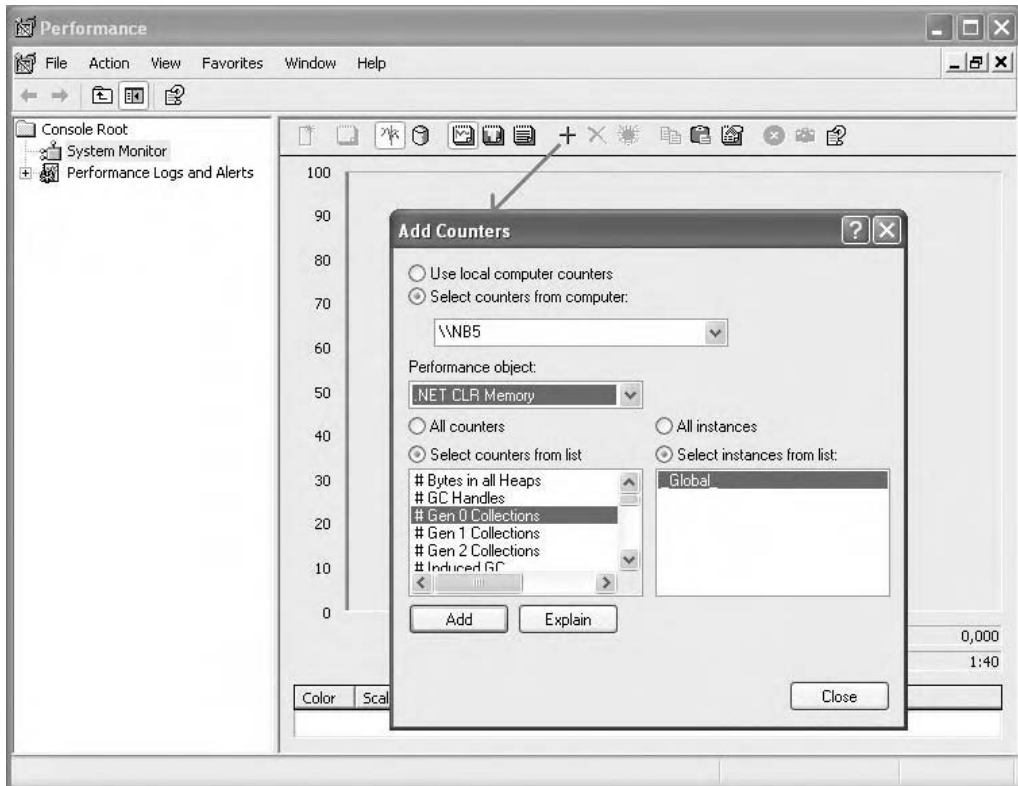 Performance
File Action View Favorites Window Help
Console Root
System Monitor
Performance Logs and Alerts
100
90
80
70
60
50
40
30
20
10
0
Add Counters
Use local computer counters
Select counters from computer:
\\NB5
Performance object:
.NET CLR Memory
All counters
All instances
Select counters from list
Select instances from list:
# Bytes in all Heaps
# GC Handles
# Gen 0 Collections
# Gen 1 Collections
# Gen 2 Collections
# Induced GC
_Global_
Add
Explain
Close
0,000
1:40
Color
Scal